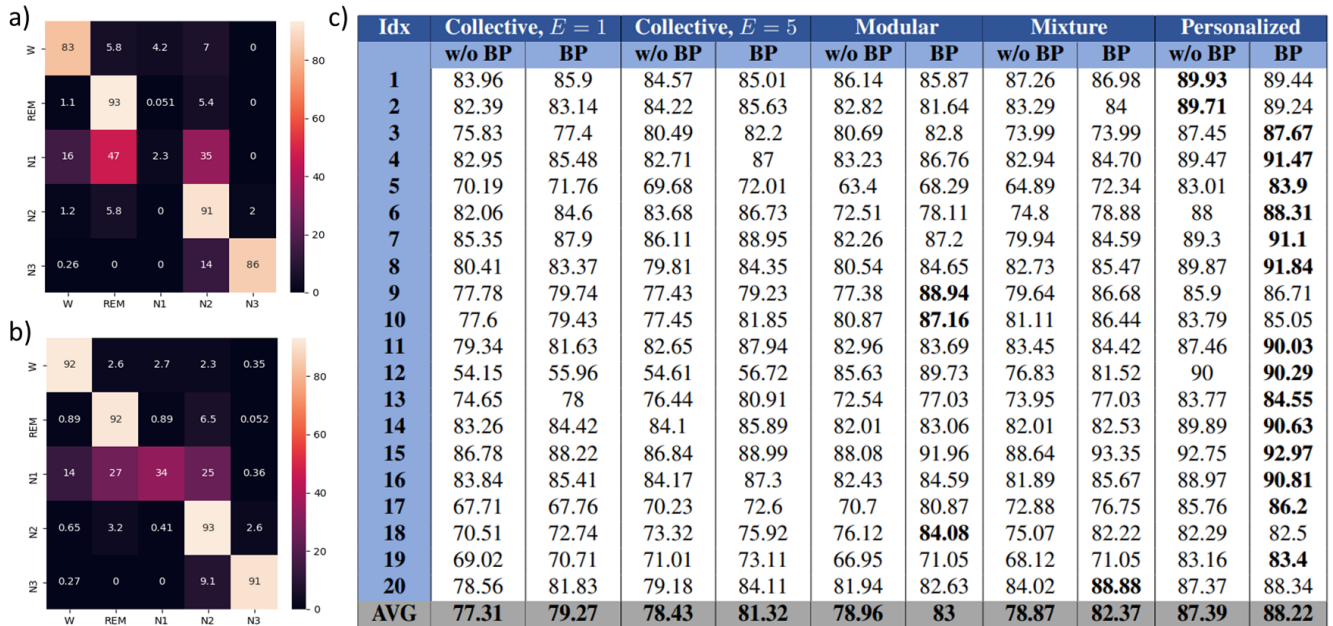 a)
W 83 5.8 4.2 7 0
REM 1.1 93 0.051 5.4 0
N1 16 47 2.3 35 0
N2 1.2 5.8 0 91 2
N3 0.26 0 0 14 86
W REM N1 N2 N3
80
60
40
20
0
b)
W 92 2.6 2.7 2.3 0.35
REM 0.89 92 0.89 6.5 0.052
N1 14 27 34 25 0.36
N2 0.65 3.2 0.41 93 2.6
N3 0.27 0 0 9.1 91
W REM N1 N2 N3
80
60
40
20
0
c)
Idx Collective, E = 1 Collective, E = 5 Modular Mixture Personalized
w/o BP BP w/o BP BP w/o BP BP w/o BP BP w/o BP BP
1 83.96 85.9 84.57 85.01 86.14 85.87 87.26 86.98 89.93 89.44
2 82.39 83.14 84.22 85.63 82.82 81.64 83.29 84 89.71 89.24
3 75.83 77.4 80.49 82.2 80.69 82.8 73.99 73.99 87.45 87.67
4 82.95 85.48 82.71 87 83.23 86.76 82.94 84.70 89.47 91.47
5 70.19 71.76 69.68 72.01 63.4 68.29 64.89 72.34 83.01 83.9
6 82.06 84.6 83.68 86.73 72.51 78.11 74.8 78.88 88 88.31
7 85.35 87.9 86.11 88.95 82.26 87.2 79.94 84.59 89.3 91.1
8 80.41 83.37 79.81 84.35 80.54 84.65 82.73 85.47 89.87 91.84
9 77.78 79.74 77.43 79.23 77.38 88.94 79.64 86.68 85.9 86.71
10 77.6 79.43 77.45 81.85 80.87 87.16 81.11 86.44 83.79 85.05
11 79.34 81.63 82.65 87.94 82.96 83.69 83.45 84.42 87.46 90.03
12 54.15 55.96 54.61 56.72 85.63 89.73 76.83 81.52 90 90.29
13 74.65 78 76.44 80.91 72.54 77.03 73.95 77.03 83.77 84.55
14 83.26 84.42 84.1 85.89 82.01 83.06 82.01 82.53 89.89 90.63
15 86.78 88.22 86.84 88.99 88.08 91.96 88.64 93.35 92.75 92.97
16 83.84 85.41 84.17 87.3 82.43 84.59 81.89 85.67 88.97 90.81
17 67.71 67.76 70.23 72.6 70.7 80.87 72.88 76.75 85.76 86.2
18 70.51 72.74 73.32 75.92 76.12 84.08 75.07 82.22 82.29 82.5
19 69.02 70.71 71.01 73.11 66.95 71.05 68.12 71.05 83.16 83.4
20 78.56 81.83 79.18 84.11 81.94 82.63 84.02 88.88 87.37 88.34
AVG 77.31 79.27 78.43 81.32 78.96 83 78.87 82.37 87.39 88.22